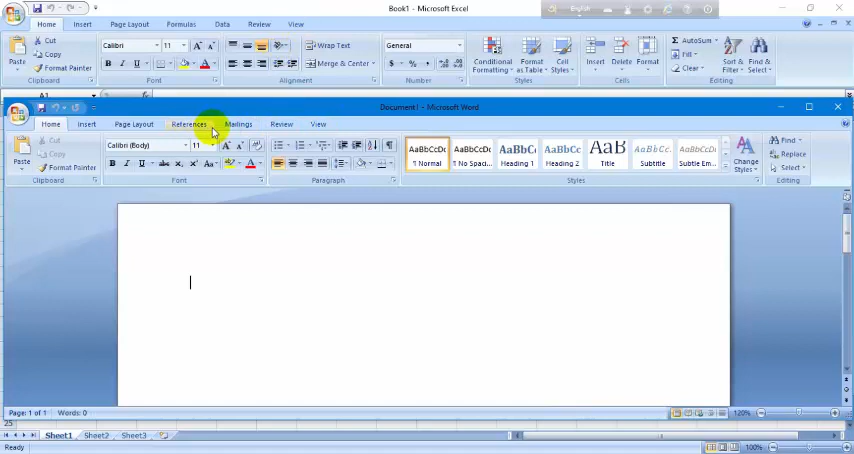 Book1 - Microsoft Excel
English
Home Insert Page Layout Formulas Data Review View
Cut
Copy
Format Painter
Paste
Clipboard
Calibri 11
B I U
Font
Wrap Text
Merge & Center
Alignment
General
$ % ,
Number
Conditional Formatting
Format as Table
Cell Styles
Styles
Insert Delete Format
Cells
AutoSum
Fill
Clear
Sort & Filter
Find & Select
Editing
A1
Document1 - Microsoft Word
Home Insert Page Layout References Mailings Review View
Cut
Copy
Format Painter
Paste
Clipboard
Calibri (Body) 11
B I U abc Aa
Font
Paragraph
AaBbCcDc
¶ Normal
AaBbCcDc
¶ No Spaci...
AaBbC(
Heading 1
AaBbCc
Heading 2
AaB
Title
AaBbCc.
Subtitle
AaBbCcDc
Subtle Em...
Change Styles
Styles
Find
Replace
Select
Editing
Page: 1 of 1 Words: 0
120%
25
Sheet1 Sheet2 Sheet3
Ready
100%